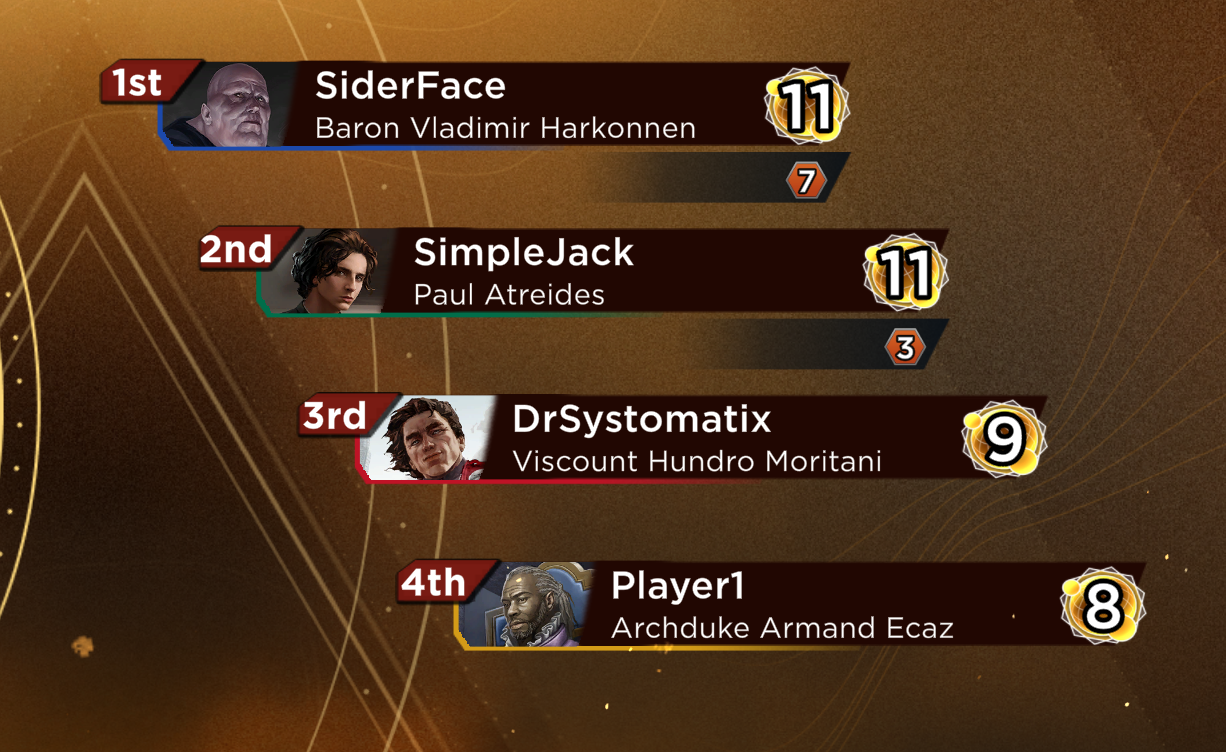 1st
SiderFace
Baron Vladimir Harkonnen
11
7
2nd
SimpleJack
Paul Atreides
11
3
3rd
DrSystomatix
Viscount Hundro Moritani
9
4th
Player1
Archduke Armand Ecaz
8